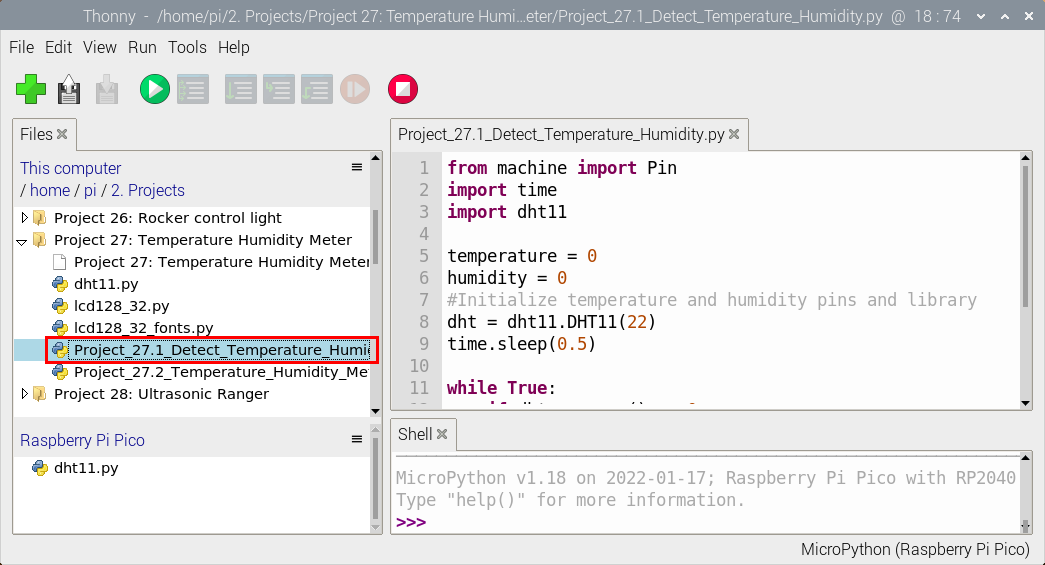 Thonny - /home/pi/2. Projects/Project 27: Temperature Humi...eter/Project_27.1_Detect_Temperature_Humidity.py @ 18 : 74
File Edit View Run Tools Help
Files
This computer
/ home / pi / 2. Projects
Project 26: Rocker control light
Project 27: Temperature Humidity Meter
Project 27: Temperature Humidity Meter
dht11.py
lcd128_32.py
lcd128_32_fonts.py
Project_27.1_Detect_Temperature_Humi
Project_27.2_Temperature_Humidity_Me
Project 28: Ultrasonic Ranger
Raspberry Pi Pico
dht11.py
Project_27.1_Detect_Temperature_Humidity.py
1 from machine import Pin
2 import time
3 import dht11
4
5 temperature = 0
6 humidity = 0
7 #Initialize temperature and humidity pins and library
8 dht = dht11.DHT11(22)
9 time.sleep(0.5)
10
11 while True:
Shell
MicroPython v1.18 on 2022-01-17; Raspberry Pi Pico with RP2040
Type "help()" for more information.
>>>
MicroPython (Raspberry Pi Pico)